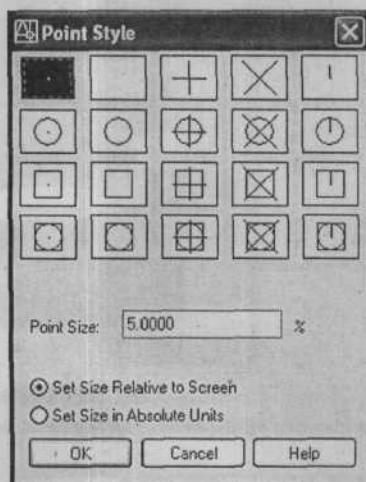 Point Style
Point Size: 5.0000 %
Set Size Relative to Screen
Set Size in Absolute Units
OK Cancel Help